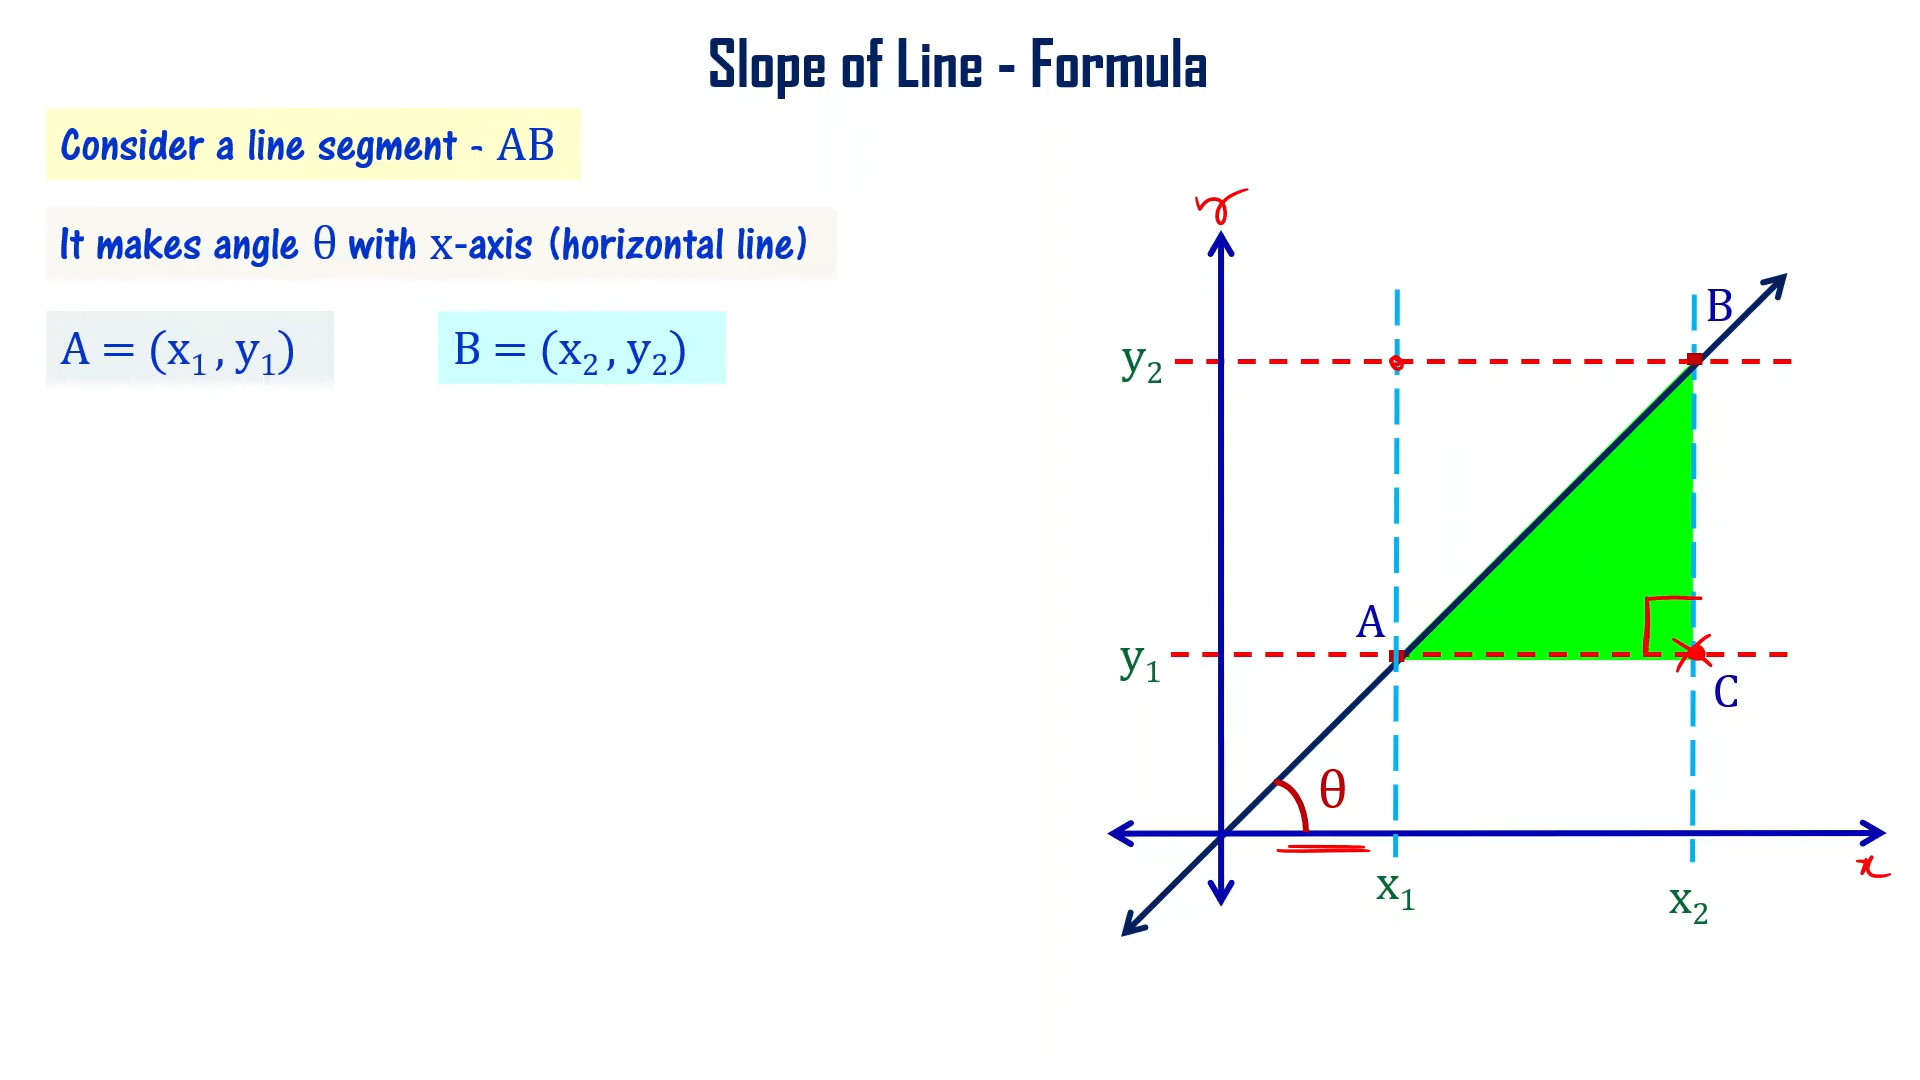 Slope of Line - Formula
Consider a line segment - AB
It makes angle θ with x-axis (horizontal line)
A = (x₁ , y₁)
B = (x₂ , y₂)
B
y₂
A
y₁
C
θ
x
x₁
x₂